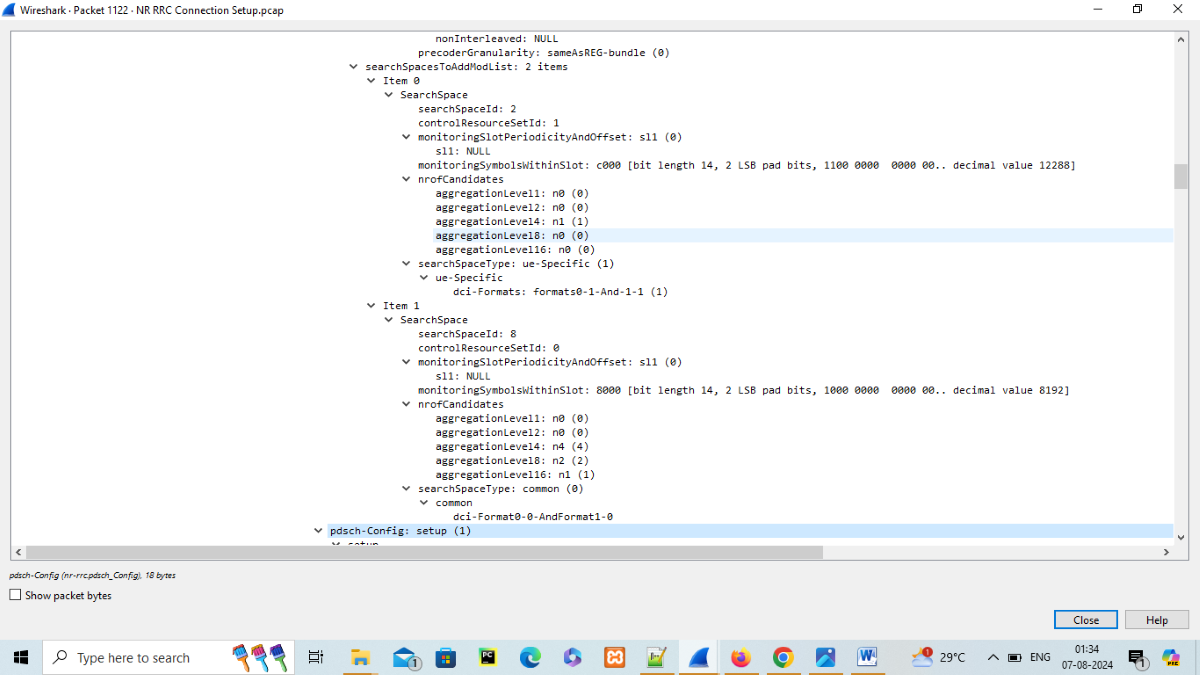 Wireshark · Packet 1122 · NR RRC Connection Setup.pcap
nonInterleaved: NULL
precoderGranularity: sameAsREG-bundle (0)
searchSpacesToAddModList: 2 items
Item 0
SearchSpace
searchSpaceId: 2
controlResourceSetId: 1
monitoringSlotPeriodicityAndOffset: sl1 (0)
sl1: NULL
monitoringSymbolsWithinSlot: c000 [bit length 14, 2 LSB pad bits, 1100 0000  0000 00.. decimal value 12288]
nrofCandidates
aggregationLevel1: n0 (0)
aggregationLevel2: n0 (0)
aggregationLevel4: n1 (1)
aggregationLevel8: n0 (0)
aggregationLevel16: n0 (0)
searchSpaceType: ue-Specific (1)
ue-Specific
dci-Formats: formats0-1-And-1-1 (1)
Item 1
SearchSpace
searchSpaceId: 8
controlResourceSetId: 0
monitoringSlotPeriodicityAndOffset: sl1 (0)
sl1: NULL
monitoringSymbolsWithinSlot: 8000 [bit length 14, 2 LSB pad bits, 1000 0000  0000 00.. decimal value 8192]
nrofCandidates
aggregationLevel1: n0 (0)
aggregationLevel2: n0 (0)
aggregationLevel4: n4 (4)
aggregationLevel8: n2 (2)
aggregationLevel16: n1 (1)
searchSpaceType: common (0)
common
dci-Format0-0-AndFormat1-0
pdsch-Config: setup (1)
setup
pdsch-Config (nr-rrc.pdsch_Config), 18 bytes
Show packet bytes
Close Help
Type here to search
29°C ENG 01:34
07-08-2024